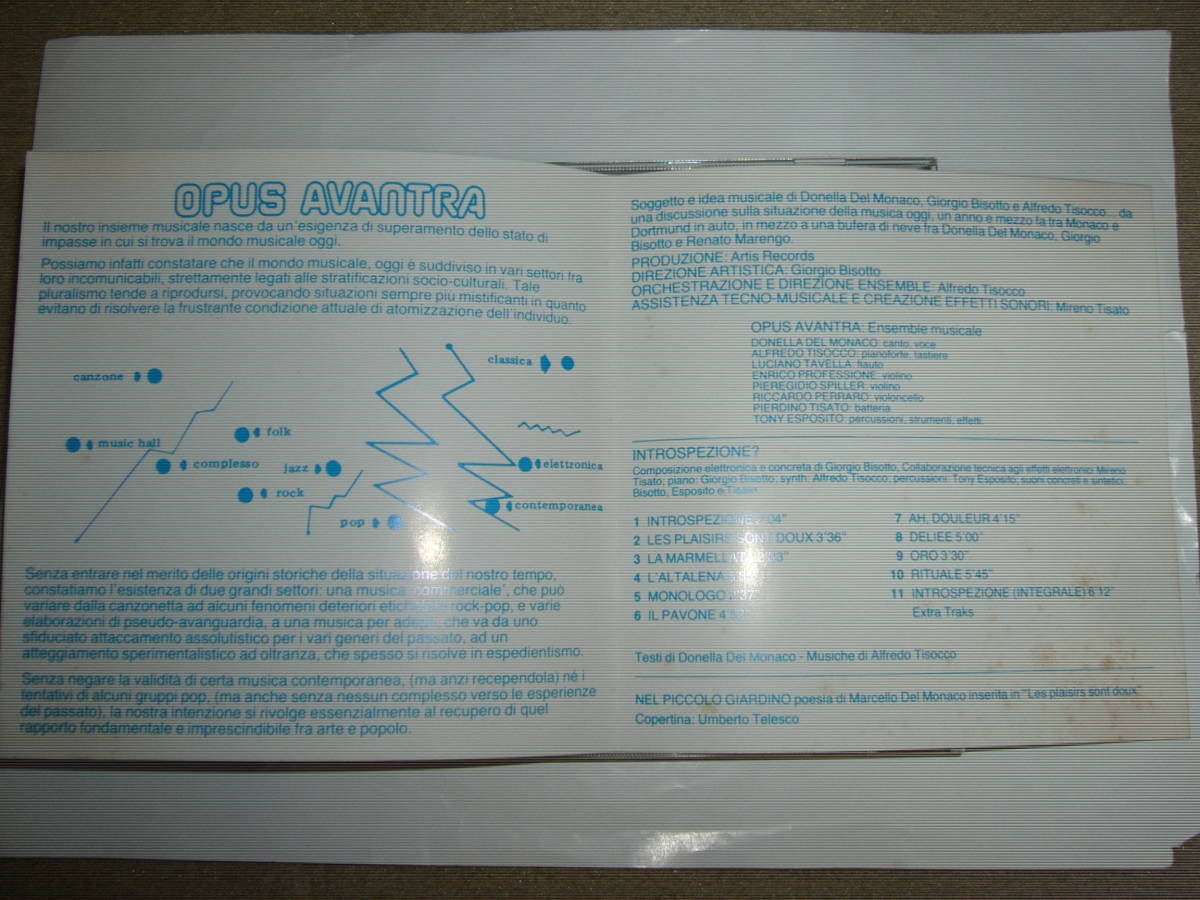 OPUS AVANTRA
Il nostro insieme musicale nasce da un'esigenza di superamento dello stato di
impasse in cui si trova il mondo musicale oggi.
Possiamo infatti constatare che il mondo musicale, oggi è suddiviso in vari settori fra
loro incomunicabili, strettamente legati alle stratificazioni socio-culturali. Tale
pluralismo tende a riprodursi, provocando situazioni sempre più mistificanti in quanto
evitano di risolvere la frustrante condizione attuale di atomizzazione dell'individuo.
canzone
music hall
complesso
folk
rock
jazz
pop
classica
elettronica
contemporanea
Senza entrare nel merito delle origini storiche della situazione del nostro tempo,
constatiamo l'esistenza di due grandi settori: una musica 'commerciale', che può
variare dalla canzonetta ad alcuni fenomeni deteriori rock-pop, e varie
elaborazioni di pseudo-avanguardia, a una musica per adepti, che va da uno
sfiduciato attaccamento assolutistico per i vari generi del passato, ad un
atteggiamento sperimentalistico ad oltranza, che spesso si risolve in espedientismo.
Senza negare la validità di certa musica contemporanea, (ma anzi recependola) nè i
tentativi di alcuni gruppi pop, (ma anche senza nessun complesso verso le esperienze
del passato), la nostra intenzione si rivolge essenzialmente al recupero di quel
rapporto fondamentale e imprescindibile fra arte e popolo.
Soggetto e idea musicale di Donella Del Monaco, Giorgio Bisotto e Alfredo Tisocco... da
una discussione sulla situazione della musica oggi, un anno e mezzo fa tra Monaco e
Dortmund in auto, in mezzo a una bufera di neve fra Donella Del Monaco, Giorgio
Bisotto e Renato Marengo.
PRODUZIONE: Artis Records
DIREZIONE ARTISTICA: Giorgio Bisotto
ORCHESTRAZIONE E DIREZIONE ENSEMBLE: Alfredo Tisocco
ASSISTENZA TECNO-MUSICALE E CREAZIONE EFFETTI SONORI: Mireno Tisato
OPUS AVANTRA: Ensemble musicale
DONELLA DEL MONACO: canto, voce
ALFREDO TISOCCO: pianoforte, tastiere
LUCIANO TAVELLA: flauto
ENRICO PROFESSIONE: violino
PIEREGIDIO SPILLER: violino
RICCARDO PERRARO: violoncello
PIERDINO TISATO: batteria
TONY ESPOSITO: percussioni, strumenti, effetti.
INTROSPEZIONE?
Composizione elettronica e concreta di Giorgio Bisotto, Collaborazione tecnica agli effetti elettronici Mireno
Tisato; piano: Giorgio Bisotto; synth: Alfredo Tisocco; percussioni: Tony Esposito, suoni concreti e sintetici:
Bisotto, Esposito e Tisato.
1 INTROSPEZIONE 04"
2 LES PLAISIRS SONT DOUX 3'36"
3 LA MARMELLATA
4 L'ALTALENA
5 MONOLOGO
6 IL PAVONE
7 AH, DOULEUR 4'15"
8 DELIEE 5'00"
9 ORO 3'30"
10 RITUALE 5'45"
11 INTROSPEZIONE (INTEGRALE) 6'12"
Extra Traks
Testi di Donella Del Monaco - Musiche di Alfredo Tisocco
NEL PICCOLO GIARDINO poesia di Marcello Del Monaco inserita in "Les plaisirs sont doux"
Copertina: Umberto Telesco